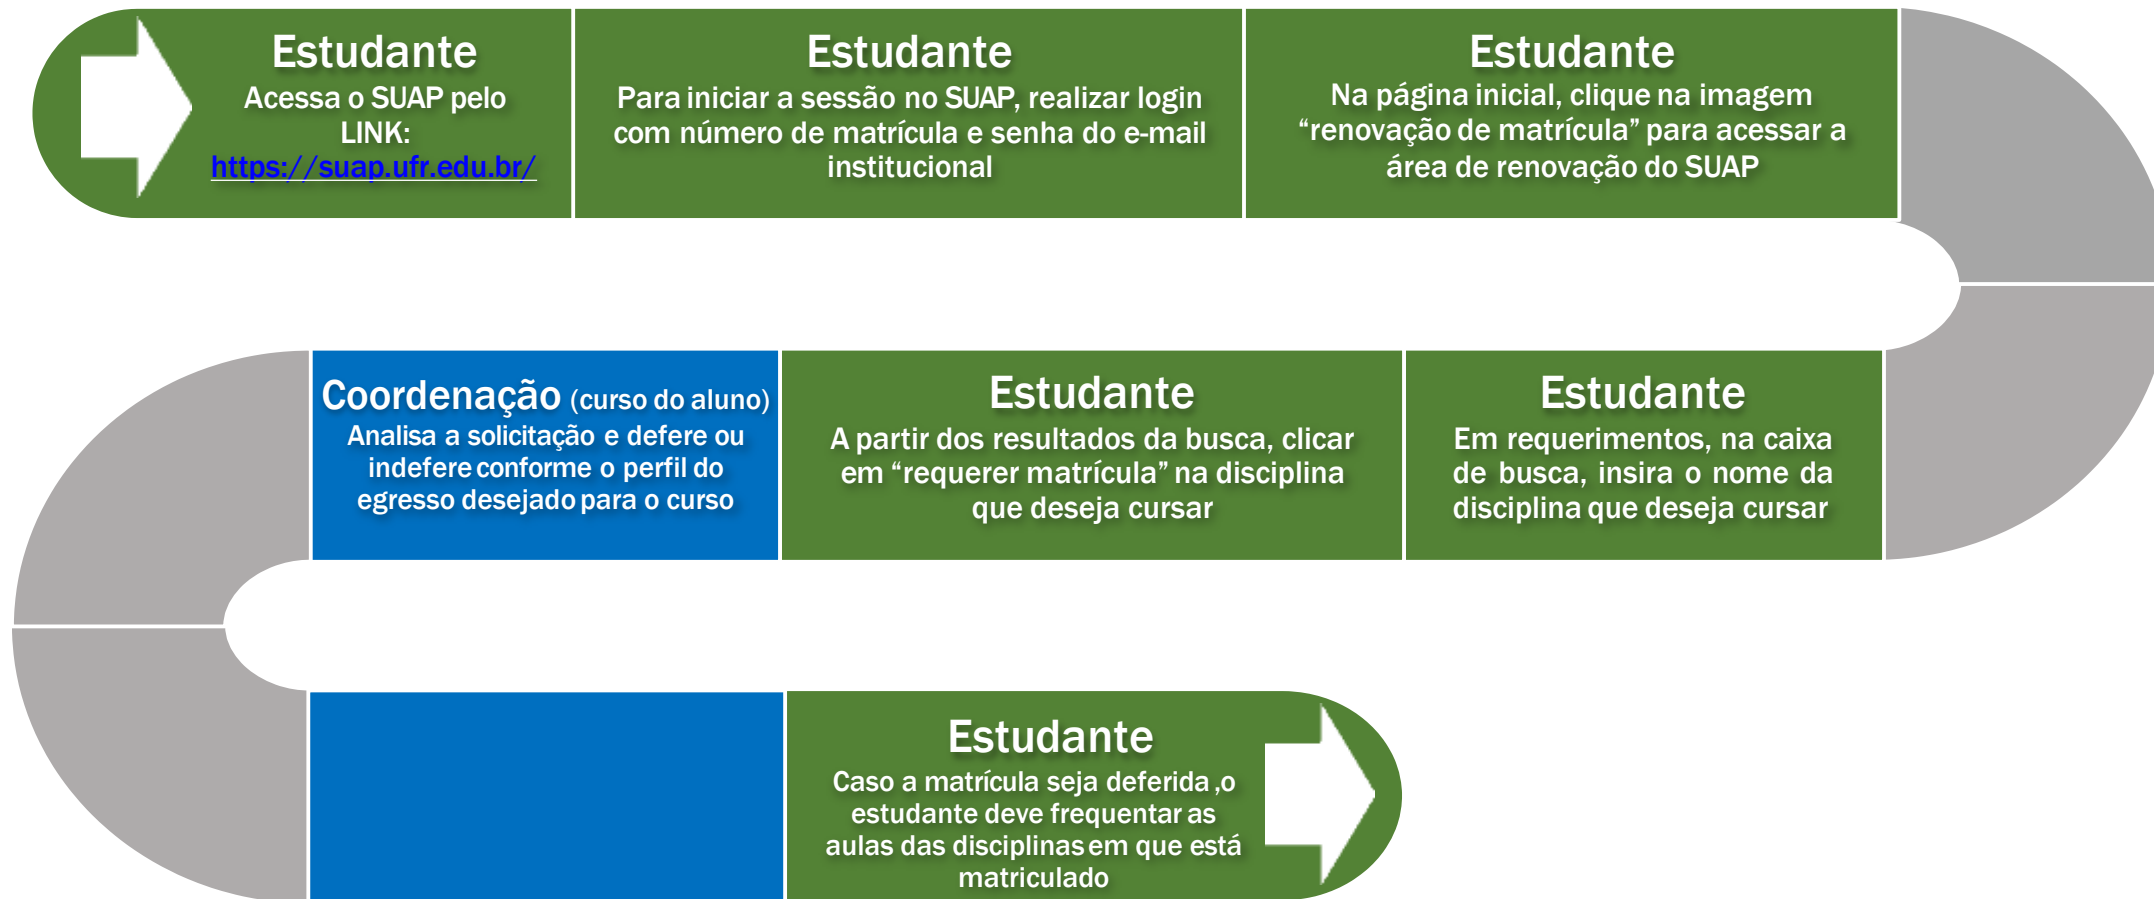 Estudante
Acessa o SUAP pelo
LINK:
https://suap.ufr.edu.br/
Estudante
Para iniciar a sessão no SUAP, realizar login
com número de matrícula e senha do e-mail
institucional
Estudante
Na página inicial, clique na imagem
“renovação de matrícula” para acessar a
área de renovação do SUAP
Estudante
Em requerimentos, na caixa
de busca, insira o nome da
disciplina que deseja cursar
Estudante
A partir dos resultados da busca, clicar
em “requerer matrícula” na disciplina
que deseja cursar
Coordenação (curso do aluno)
Analisa a solicitação e defere ou
indefere conforme o perfil do
egresso desejado para o curso
Estudante
Caso a matrícula seja deferida ,o
estudante deve frequentar as
aulas das disciplinas em que está
matriculado